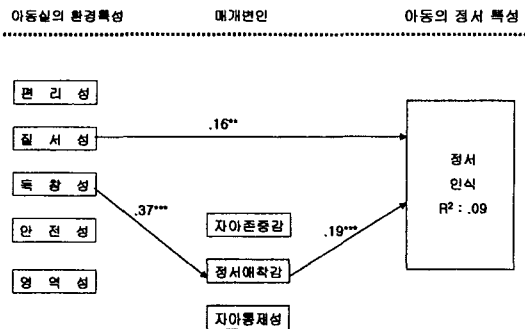 아동실의 환경특성 매개변인 아동의 정서 특성
편 리 성
질 서 성
.16**
독 창 성
.37***
안 전 성
영 역 성
자아존중감
정서애착감
자아통제성
.19***
정서
인식
R² : .09